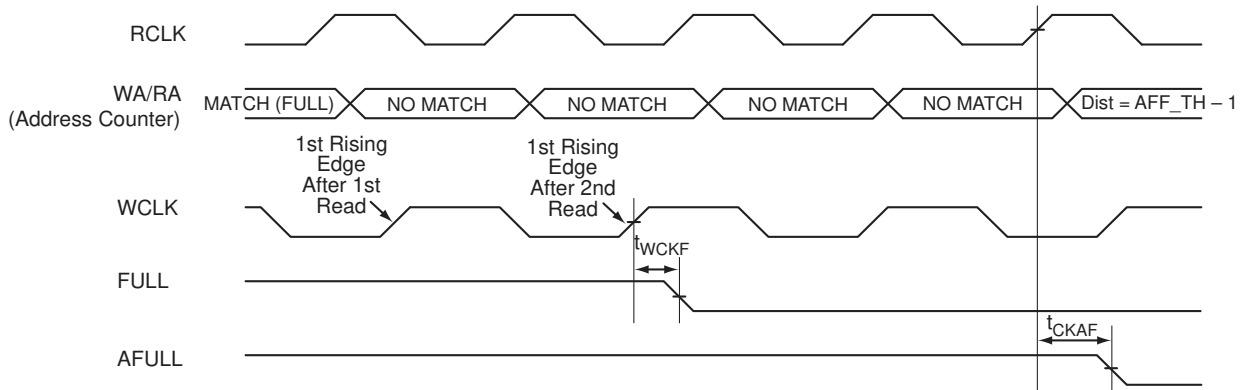 RCLK
WA/RA
(Address Counter)
MATCH (FULL)
NO MATCH
NO MATCH
NO MATCH
NO MATCH
Dist = AFF_TH – 1
1st Rising
Edge
After 1st
Read
1st Rising
Edge
After 2nd
Read
WCLK
tWCKF
FULL
tCKAF
AFULL